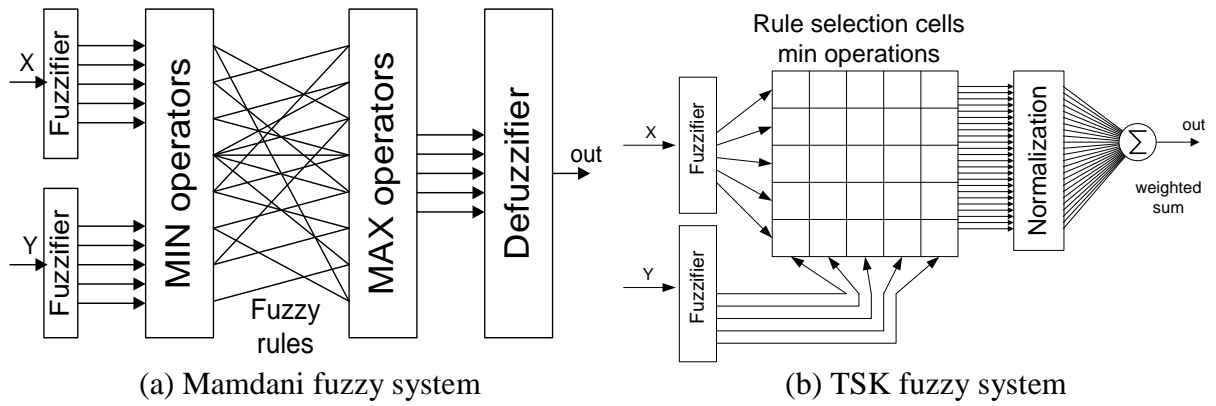 X
Fuzzifier
Y
Fuzzifier
MIN operators
Fuzzy
rules
MAX operators
Defuzzifier
out
(a) Mamdani fuzzy system
Rule selection cells
min operations
X
Fuzzifier
Y
Fuzzifier
Normalization
Σ
out
weighted
sum
(b) TSK fuzzy system